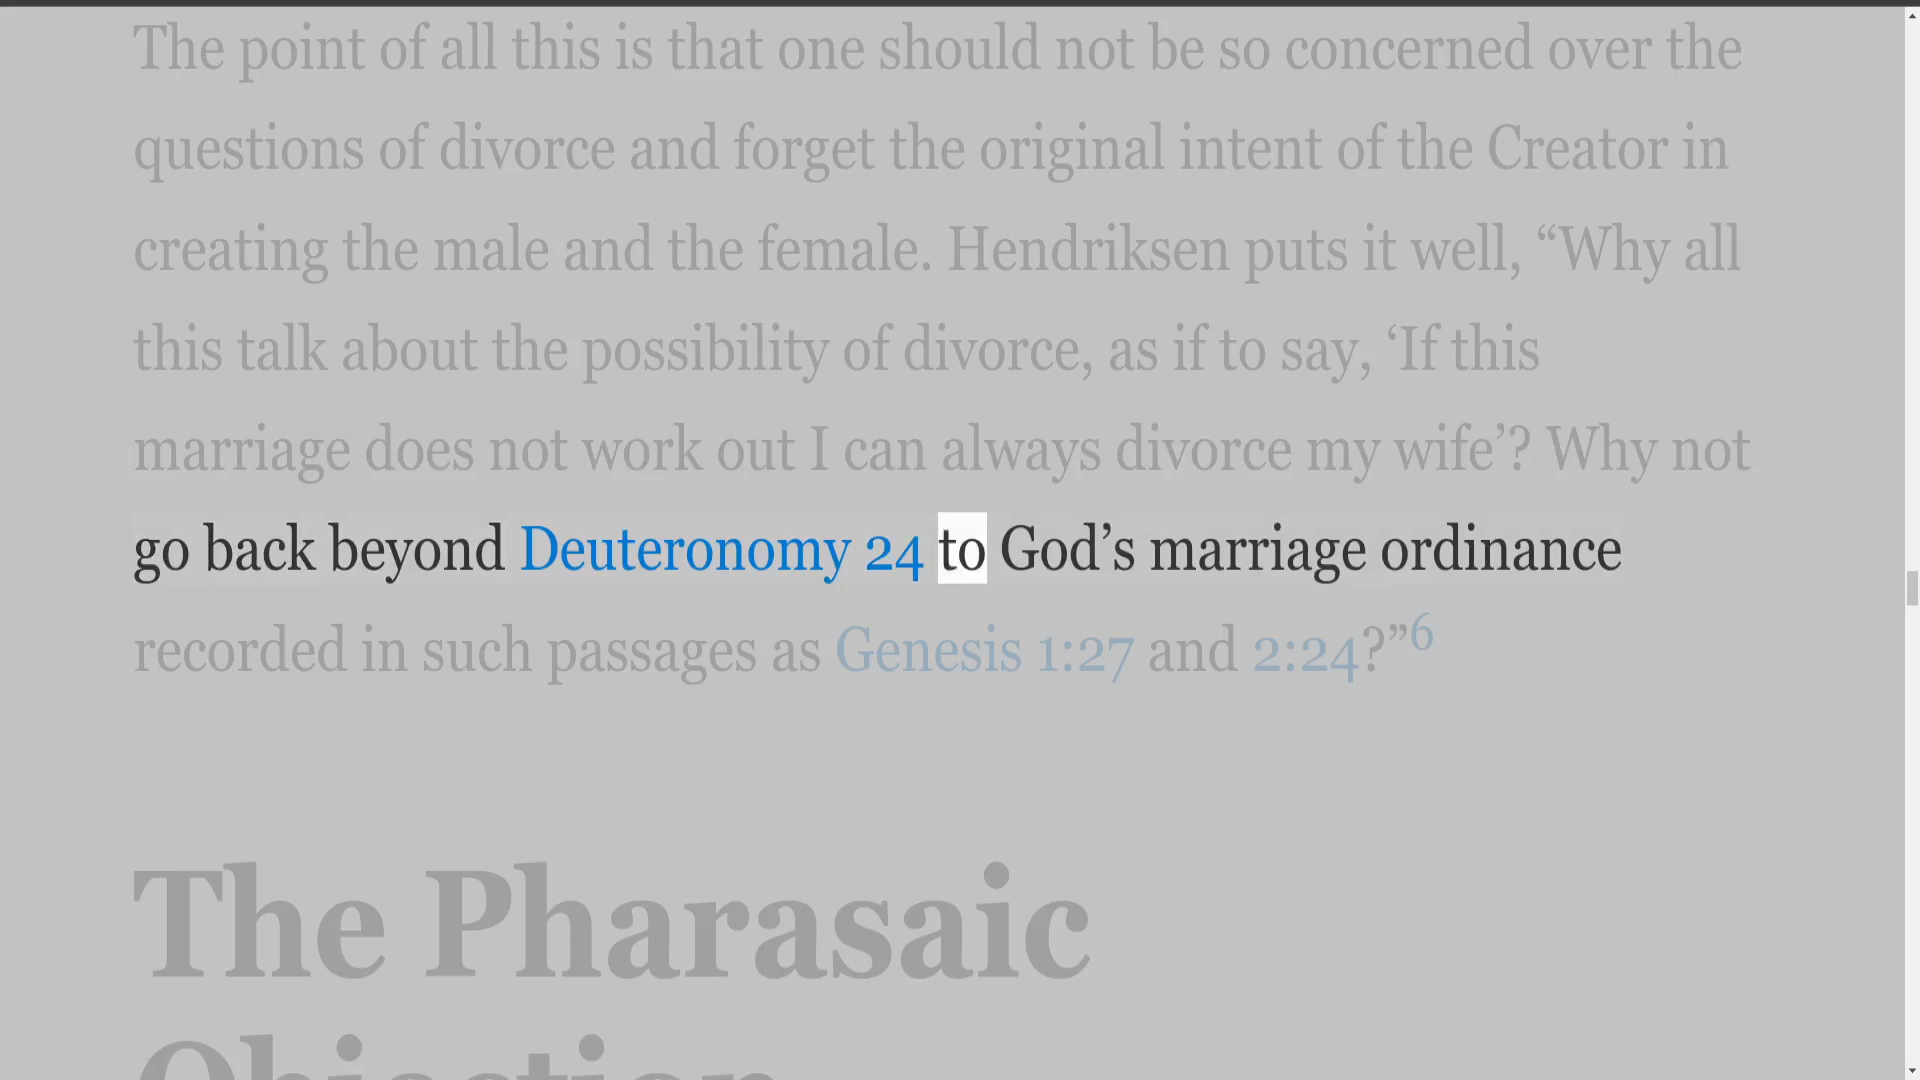 The point of all this is that one should not be so concerned over the
questions of divorce and forget the original intent of the Creator in
creating the male and the female. Hendriksen puts it well, “Why all
this talk about the possibility of divorce, as if to say, ‘If this
marriage does not work out I can always divorce my wife’? Why not
go back beyond Deuteronomy 24 to God’s marriage ordinance
recorded in such passages as Genesis 1:27 and 2:24?”6
The Pharasaic
Objection